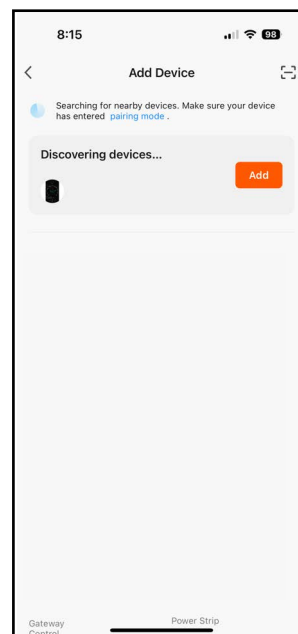 8:15
98
Add Device
Searching for nearby devices. Make sure your device
has entered pairing mode .
Discovering devices...
Add
Gateway
Control
Power Strip